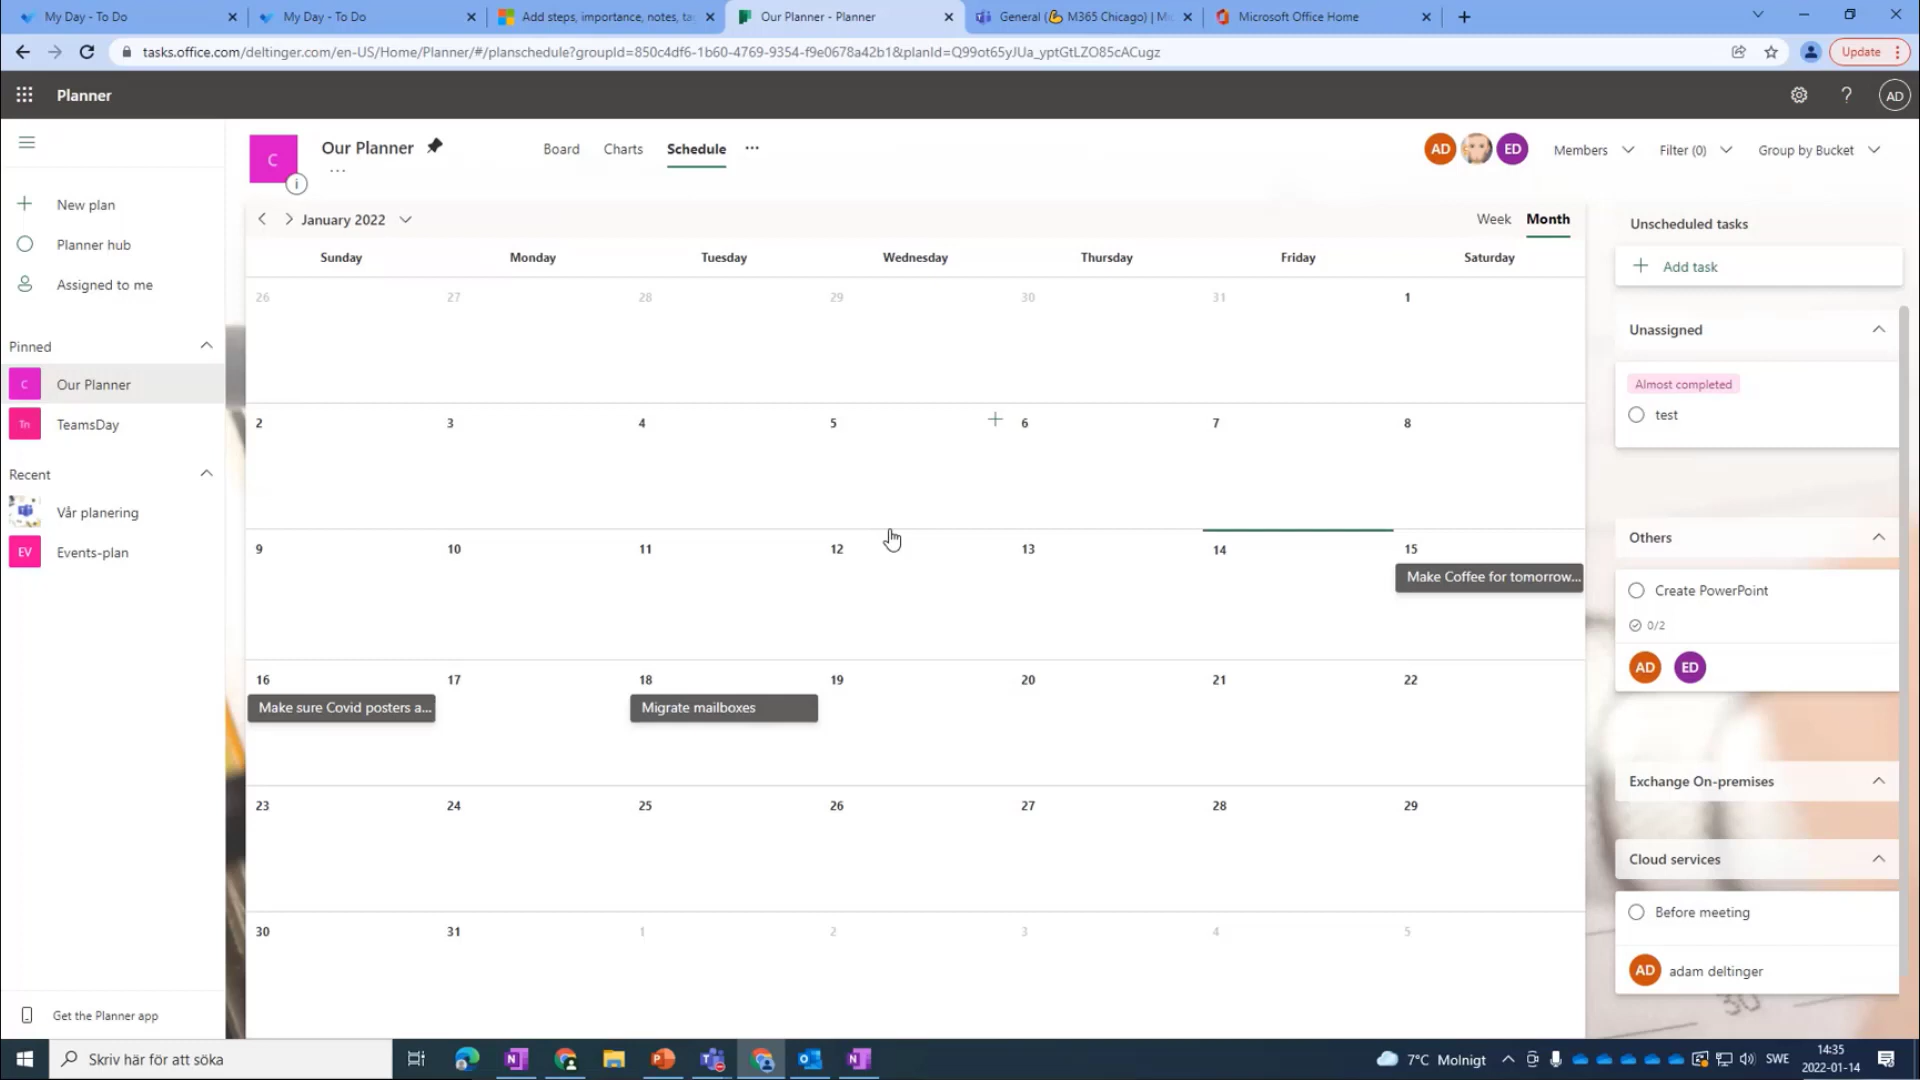 My Day - To Do
My Day - To Do
Add steps, importance, notes, ta
Our Planner - Planner
General (💪 M365 Chicago) | Mi
Microsoft Office Home
tasks.office.com/deltinger.com/en-US/Home/Planner/#/planschedule?groupId=850c4df6-1b60-4769-9354-f9e0678a42b1&planId=Q99ot65yJUa_yptGtLZO85cACugz
Update
Planner
AD
C
Our Planner
Board
Charts
Schedule
AD
ED
Members
Filter (0)
Group by Bucket
New plan
Planner hub
Assigned to me
Pinned
C
Our Planner
Tn
TeamsDay
Recent
Vår planering
EV
Events-plan
Get the Planner app
January 2022
Week
Month
Sunday
Monday
Tuesday
Wednesday
Thursday
Friday
Saturday
26
27
28
29
30
31
1
2
3
4
5
6
7
8
9
10
11
12
13
14
15
Make Coffee for tomorrow...
16
17
18
19
20
21
22
Make sure Covid posters a...
Migrate mailboxes
23
24
25
26
27
28
29
30
31
1
2
3
4
5
Unscheduled tasks
Add task
Unassigned
Almost completed
test
Others
Create PowerPoint
0/2
AD
ED
Exchange On-premises
Cloud services
Before meeting
AD
adam deltinger
Skriv här för att söka
7°C Molnigt
SWE
14:35
2022-01-14